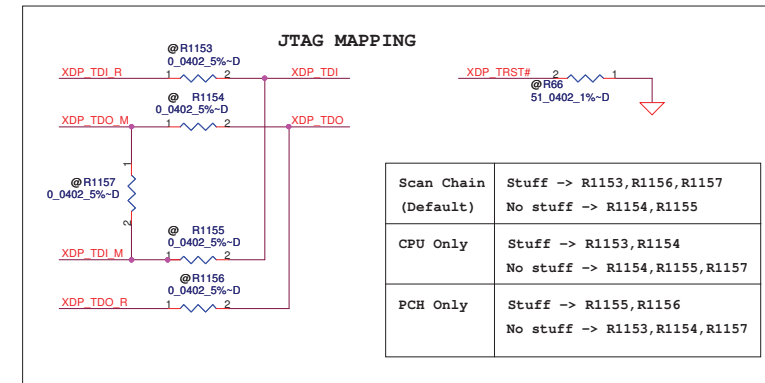 JTAG MAPPING
@ R1153
0_0402_5%~D
XDP_TDI_R 1 2 XDP_TDI
XDP_TRST# 2 1
@ R66
51_0402_1%~D
@ R1154
0_0402_5%~D
XDP_TDO_M 1 2 XDP_TDO
1
@ R1157
0_0402_5%~D
2
@ R1155
0_0402_5%~D
XDP_TDI_M 1 2
@ R1156
0_0402_5%~D
XDP_TDO_R 1 2
Scan Chain Stuff -> R1153,R1156,R1157
(Default) No stuff -> R1154,R1155
CPU Only Stuff -> R1153,R1154
No stuff -> R1154,R1155,R1157
PCH Only Stuff -> R1155,R1156
No stuff -> R1153,R1154,R1157